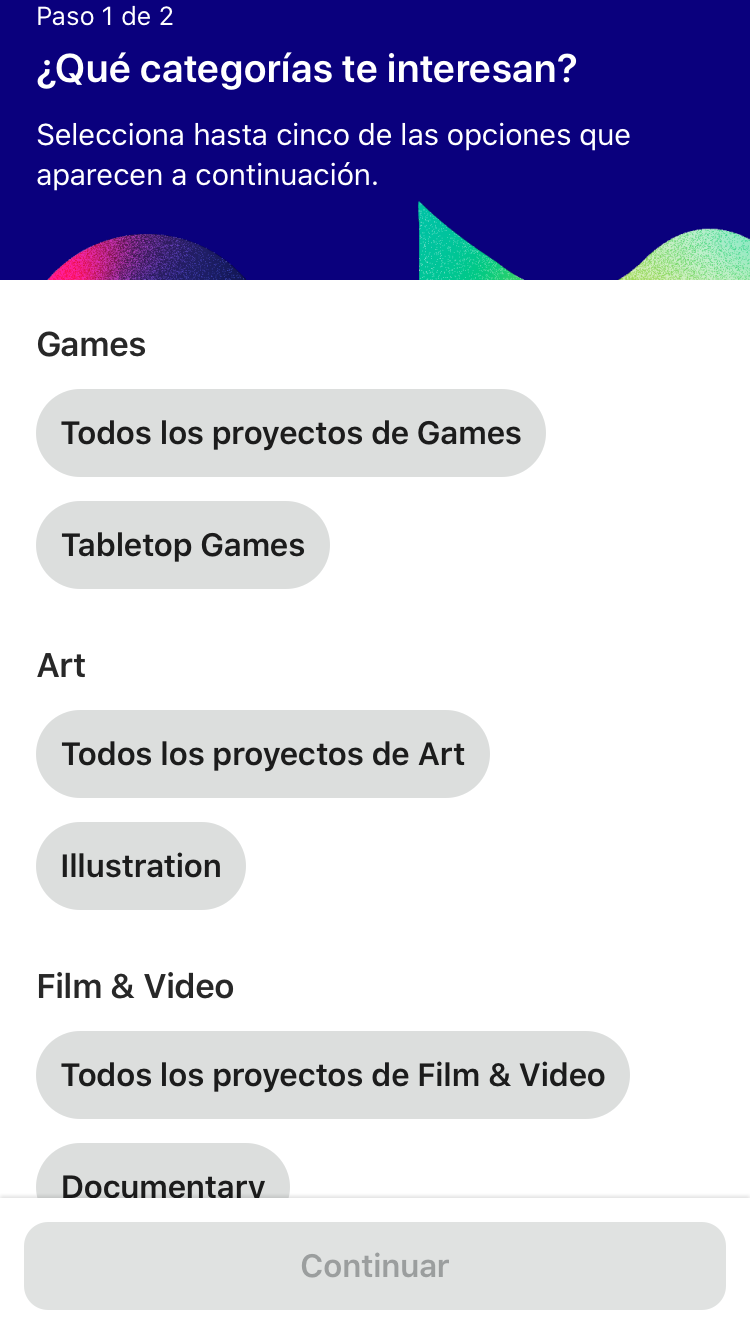 Paso 1 de 2
¿Qué categorías te interesan?
Selecciona hasta cinco de las opciones que
aparecen a continuación.
Games
Todos los proyectos de Games
Tabletop Games
Art
Todos los proyectos de Art
Illustration
Film & Video
Todos los proyectos de Film & Video
Documentary
Continuar